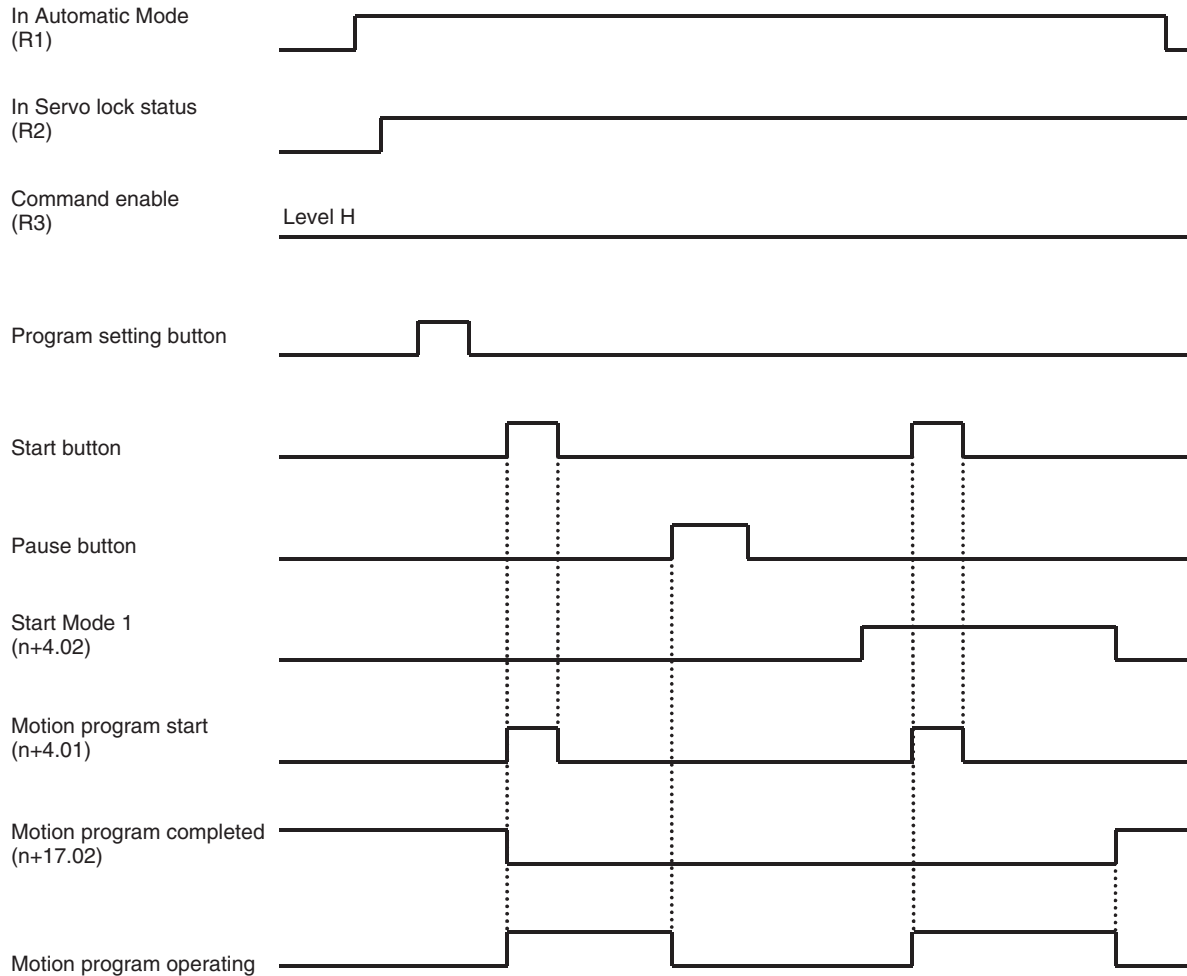 In Automatic Mode
(R1)
In Servo lock status
(R2)
Command enable
(R3)
Level H
Program setting button
Start button
Pause button
Start Mode 1
(n+4.02)
Motion program start
(n+4.01)
Motion program completed
(n+17.02)
Motion program operating